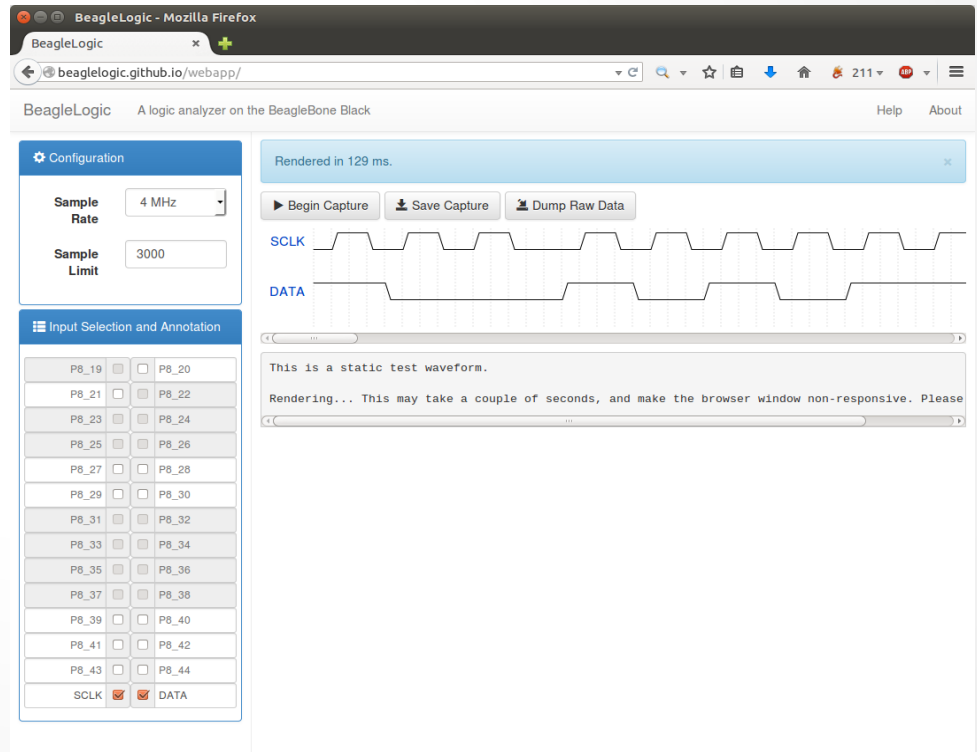 BeagleLogic - Mozilla Firefox
BeagleLogic
beaglelogic.github.io/webapp/
211
ABP
BeagleLogic A logic analyzer on the BeagleBone Black Help About
Configuration
Sample Rate 4 MHz
Sample Limit 3000
Input Selection and Annotation
P8_19 P8_20
P8_21 P8_22
P8_23 P8_24
P8_25 P8_26
P8_27 P8_28
P8_29 P8_30
P8_31 P8_32
P8_33 P8_34
P8_35 P8_36
P8_37 P8_38
P8_39 P8_40
P8_41 P8_42
P8_43 P8_44
SCLK DATA
Rendered in 129 ms.
Begin Capture Save Capture Dump Raw Data
SCLK
DATA
This is a static test waveform.
Rendering... This may take a couple of seconds, and make the browser window non-responsive. Please